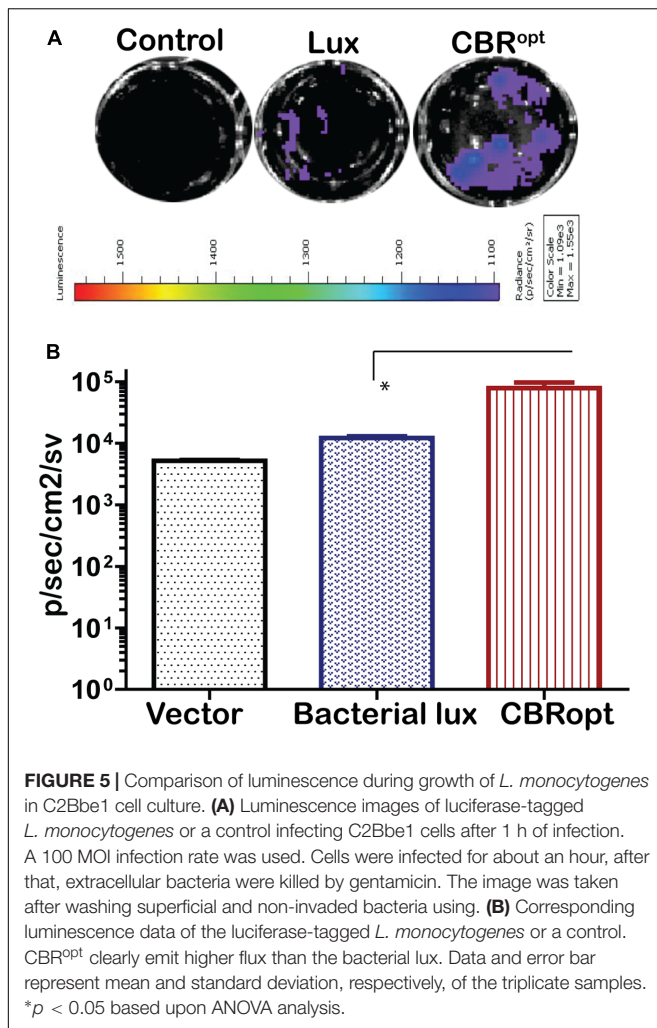 A
Control
Lux
CBRopt
Luminescence
1500
1400
1300
1200
1100
Radiance
(p/sec/cm²/sr)
Color Scale
Min = 1.09e3
Max = 1.55e3
B
p/sec/cm2/sv
10⁵
10⁴
10³
10²
10¹
10⁰
*
Vector
Bacterial lux
CBRopt
FIGURE 5 | Comparison of luminescence during growth of L. monocytogenes
in C2Bbe1 cell culture. (A) Luminescence images of luciferase-tagged
L. monocytogenes or a control infecting C2Bbe1 cells after 1 h of infection.
A 100 MOI infection rate was used. Cells were infected for about an hour, after
that, extracellular bacteria were killed by gentamicin. The image was taken
after washing superficial and non-invaded bacteria using. (B) Corresponding
luminescence data of the luciferase-tagged L. monocytogenes or a control.
CBRopt clearly emit higher flux than the bacterial lux. Data and error bar
represent mean and standard deviation, respectively, of the triplicate samples.
*p < 0.05 based upon ANOVA analysis.